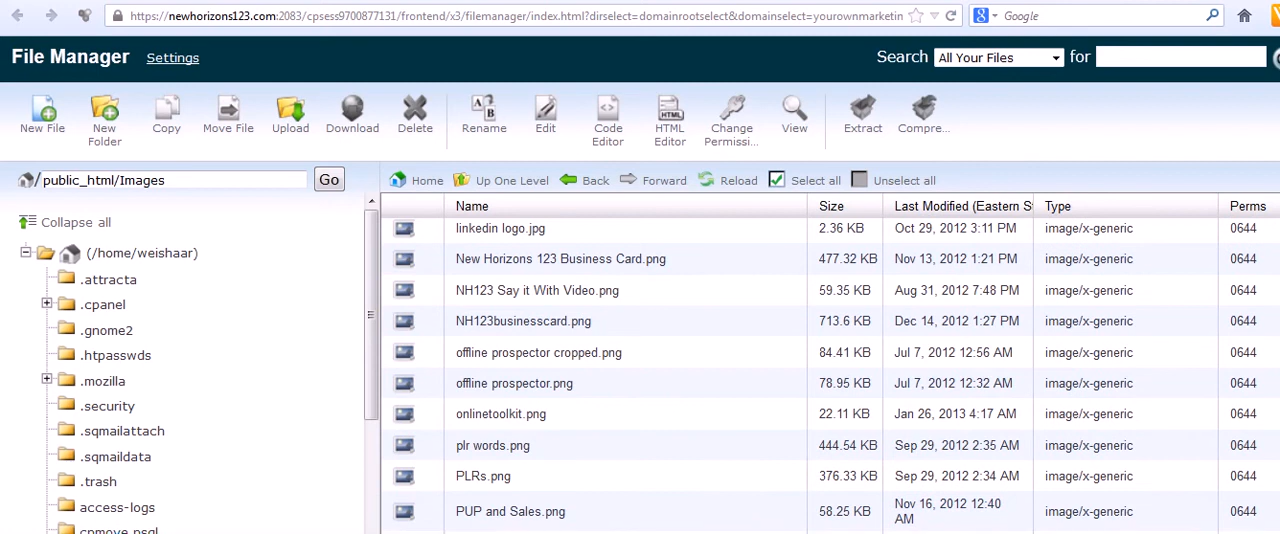 https://newhorizons123.com:2083/cpsess9700877131/frontend/x3/filemanager/index.html?dirselect=domainrootselect&domainselect=yourownmarketin
Google
File Manager Settings
Search All Your Files for
New File
New Folder
Copy
Move File
Upload
Download
Delete
Rename
Edit
Code Editor
HTML Editor
Change Permissi...
View
Extract
Compre...
/ public_html/Images Go
Home Up One Level Back Forward Reload Select all Unselect all
Collapse all
(/home/weishaar)
.attracta
.cpanel
.gnome2
.htpasswds
.mozilla
.security
.sqmailattach
.sqmaildata
.trash
access-logs
cpmove.psql
Name Size Last Modified (Eastern St Type Perms
linkedin logo.jpg 2.36 KB Oct 29, 2012 3:11 PM image/x-generic 0644
New Horizons 123 Business Card.png 477.32 KB Nov 13, 2012 1:21 PM image/x-generic 0644
NH123 Say it With Video.png 59.35 KB Aug 31, 2012 7:48 PM image/x-generic 0644
NH123businesscard.png 713.6 KB Dec 14, 2012 1:27 PM image/x-generic 0644
offline prospector cropped.png 84.41 KB Jul 7, 2012 12:56 AM image/x-generic 0644
offline prospector.png 78.95 KB Jul 7, 2012 12:32 AM image/x-generic 0644
onlinetoolkit.png 22.11 KB Jan 26, 2013 4:17 AM image/x-generic 0644
plr words.png 444.54 KB Sep 29, 2012 2:35 AM image/x-generic 0644
PLRs.png 376.33 KB Sep 29, 2012 2:34 AM image/x-generic 0644
PUP and Sales.png 58.25 KB Nov 16, 2012 12:40 AM image/x-generic 0644